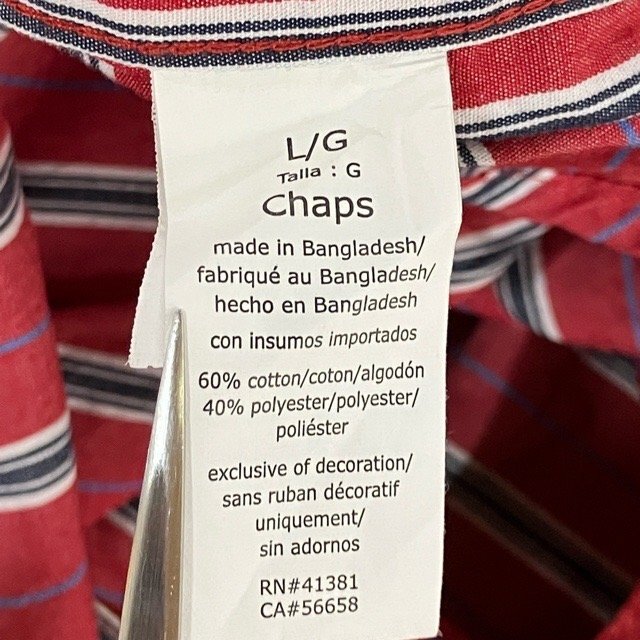 L/G
Talla : G
Chaps
made in Bangladesh/
fabriqué au Bangladesh/
hecho en Bangladesh
con insumos importados
60% cotton/coton/algodón
40% polyester/polyester/
poliéster
exclusive of decoration/
sans ruban décoratif
uniquement/
sin adornos
RN#41381
CA#56658